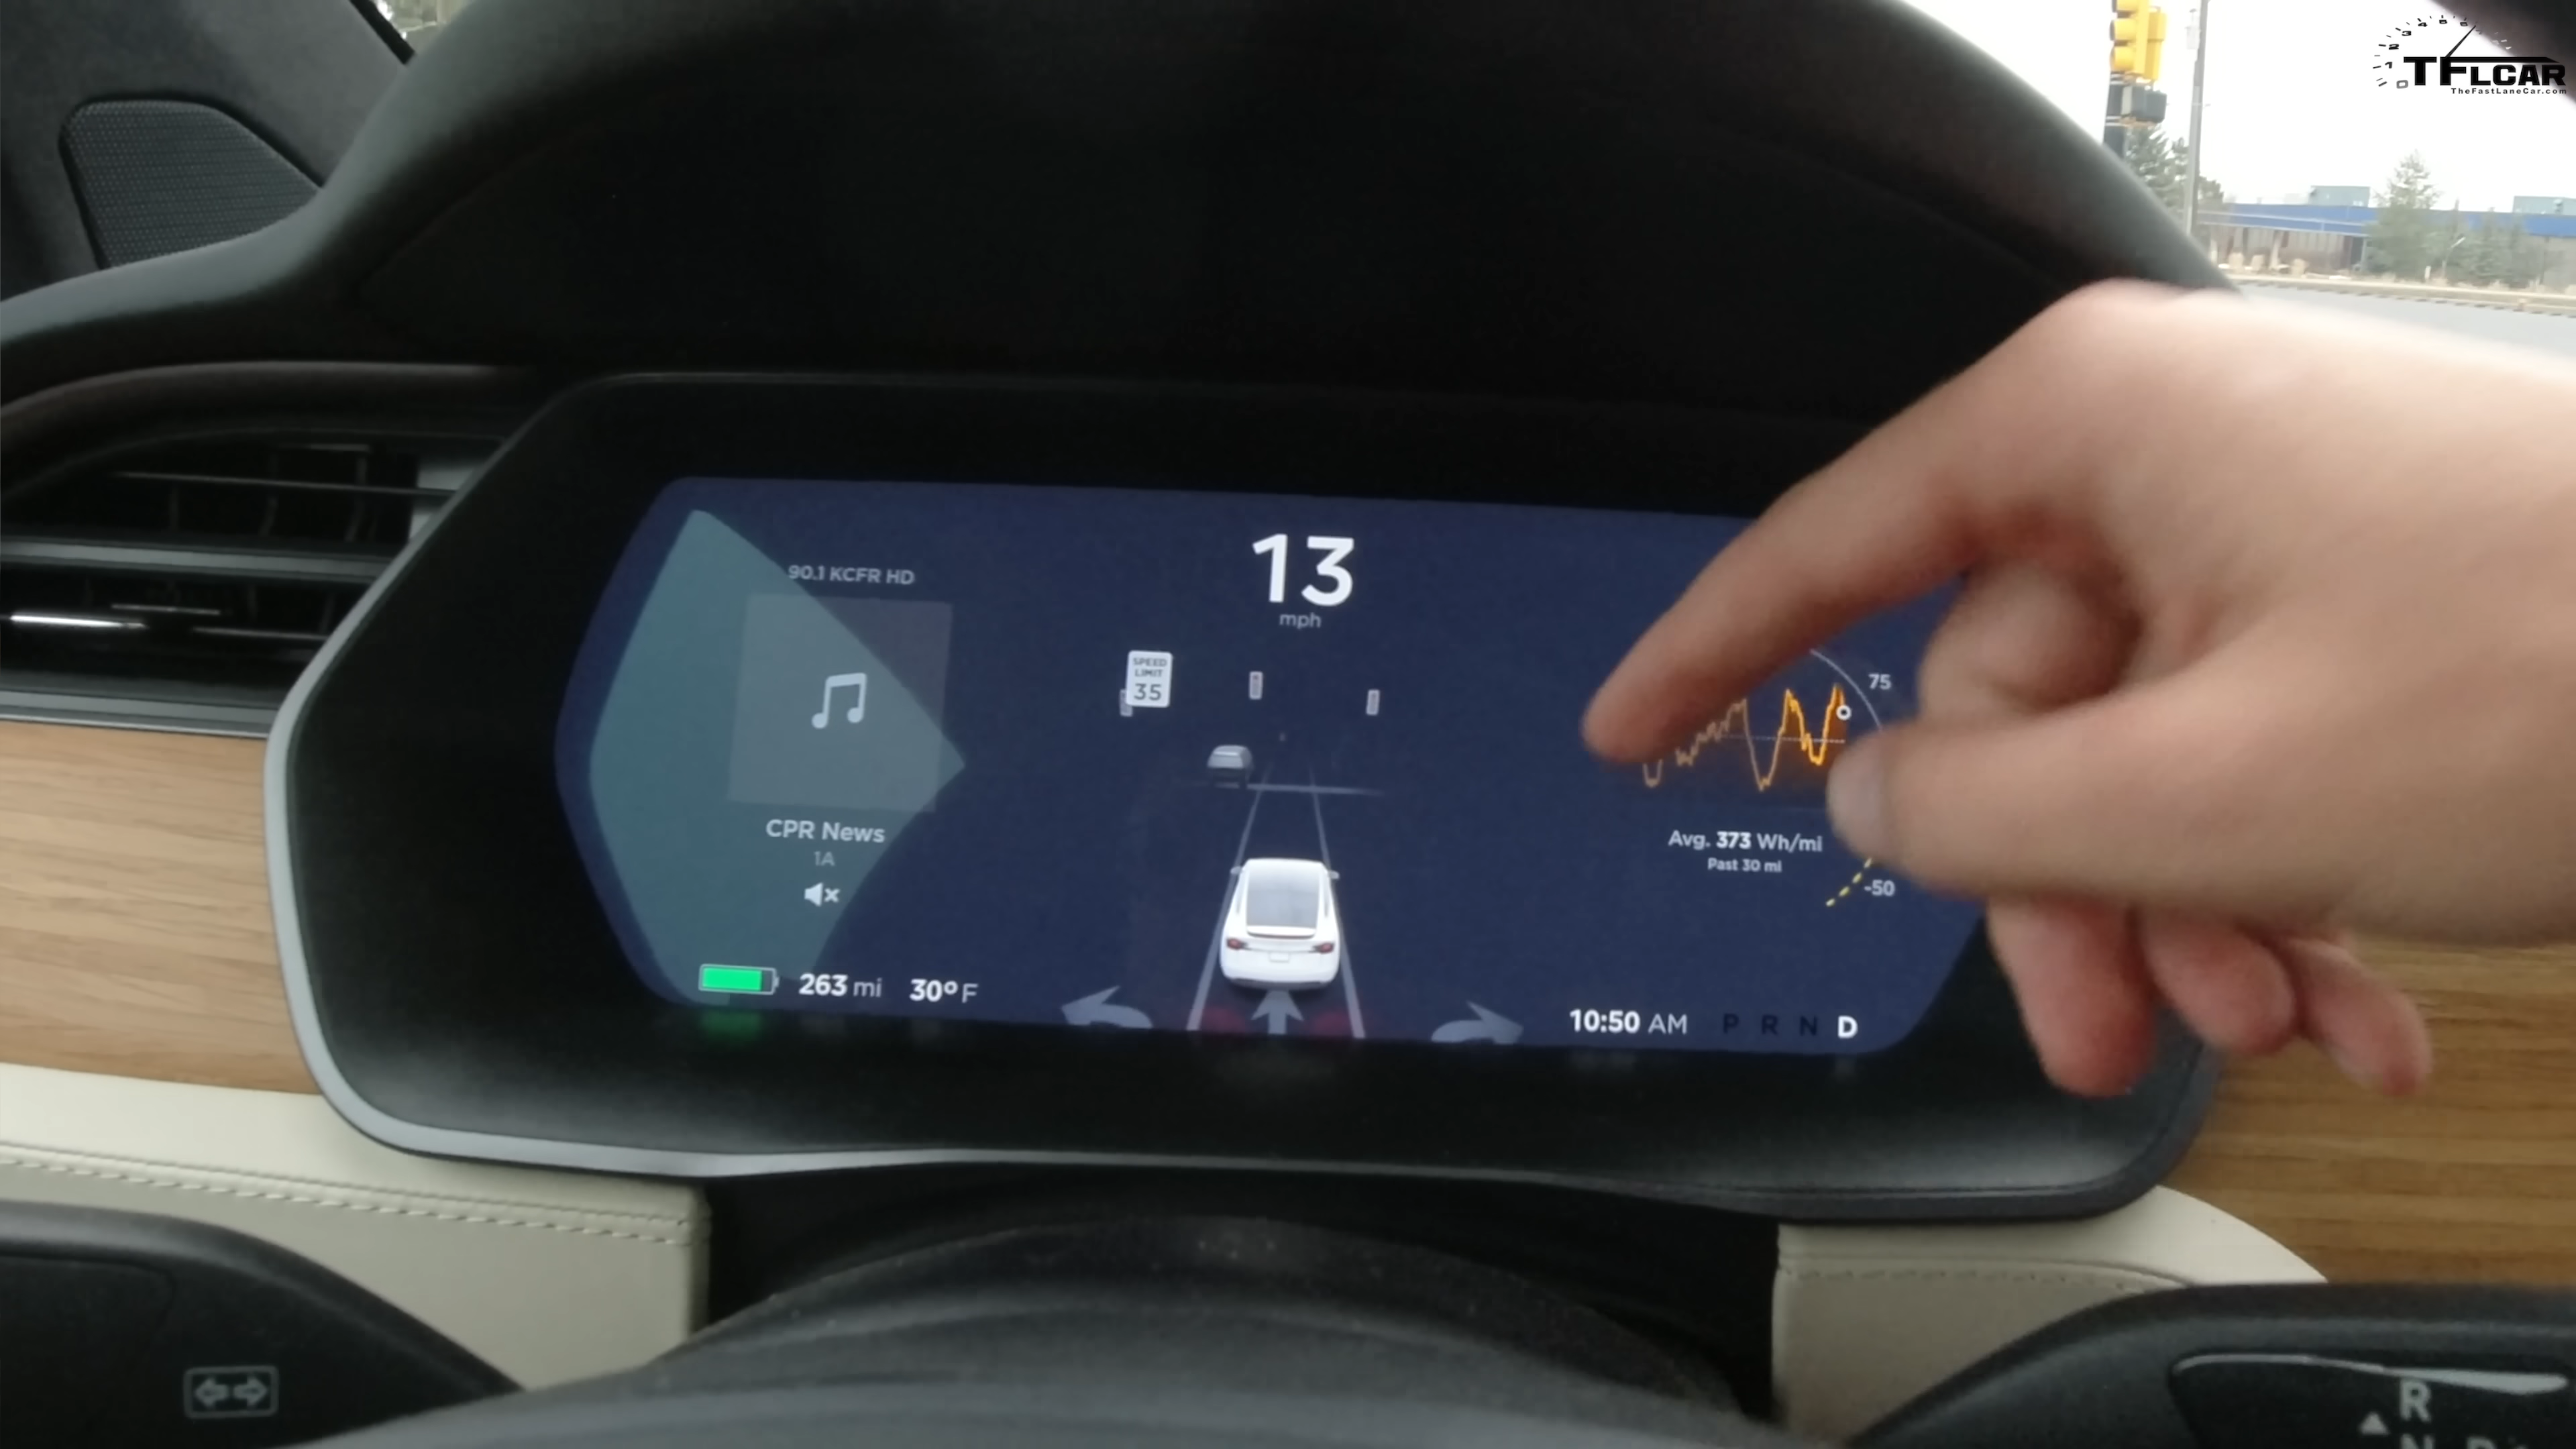 TFLCAR
TheFastLaneCar.com
13
mph
90.1 KCFR HD
SPEED
LIMIT
35
75
CPR News
1A
Avg. 373 Wh/mi
Past 30 mi
-50
263 mi 30° F
10:50 AM P R N D
R